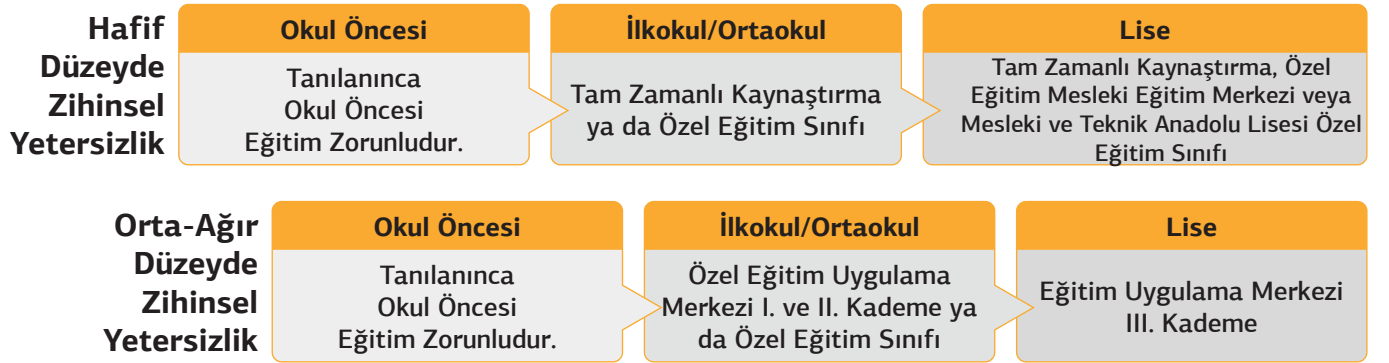 Hafif
Düzeyde
Zihinsel
Yetersizlik
Okul Öncesi
Tanılanınca
Okul Öncesi
Eğitim Zorunludur.
İlkokul/Ortaokul
Tam Zamanlı Kaynaştırma
ya da Özel Eğitim Sınıfı
Lise
Tam Zamanlı Kaynaştırma, Özel
Eğitim Mesleki Eğitim Merkezi veya
Mesleki ve Teknik Anadolu Lisesi Özel
Eğitim Sınıfı
Orta-Ağır
Düzeyde
Zihinsel
Yetersizlik
Okul Öncesi
Tanılanınca
Okul Öncesi
Eğitim Zorunludur.
İlkokul/Ortaokul
Özel Eğitim Uygulama
Merkezi I. ve II. Kademe ya
da Özel Eğitim Sınıfı
Lise
Eğitim Uygulama Merkezi
III. Kademe